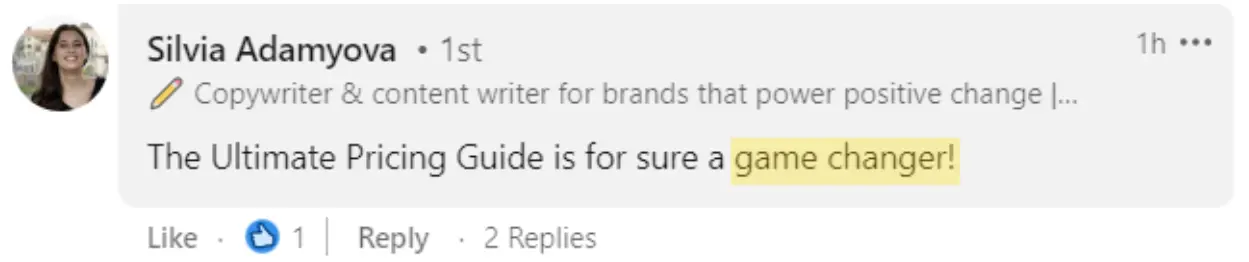 Silvia Adamyova • 1st
1h •••
✏️ Copywriter & content writer for brands that power positive change |...
The Ultimate Pricing Guide is for sure a game changer!
Like · 1 | Reply · 2 Replies